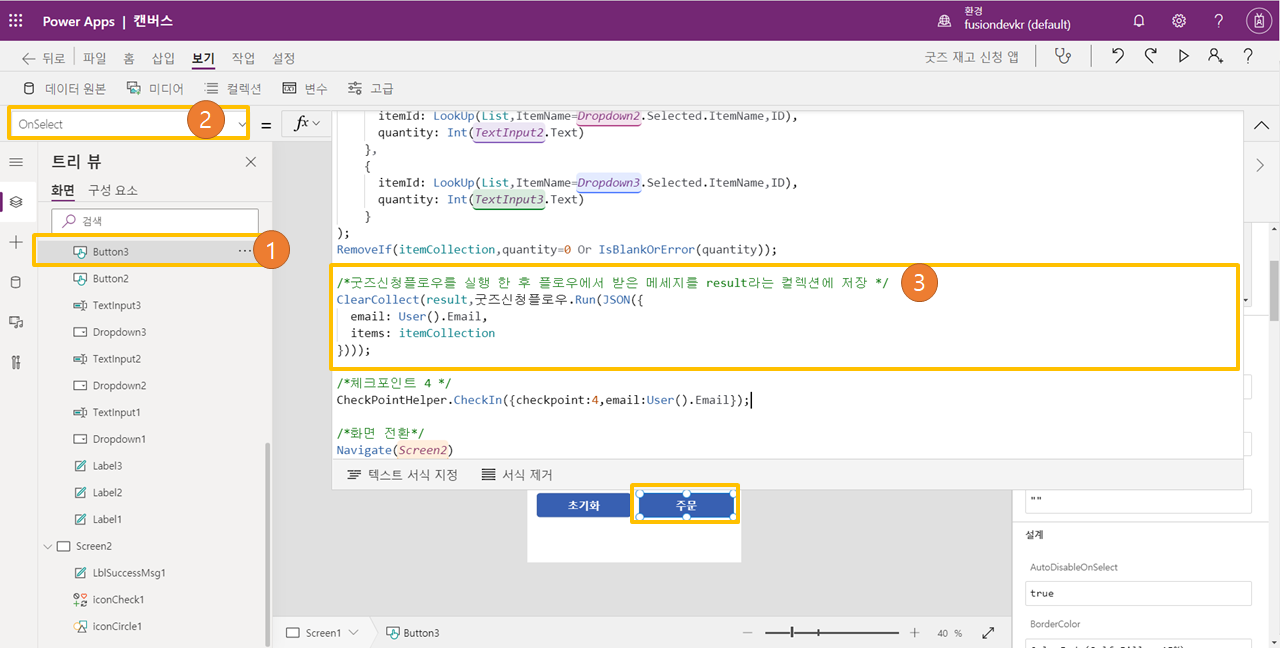 Power Apps | 캔버스
환경
fusiondevkr (default)
뒤로 파일 홈 삽입 보기 작업 설정
굿즈 재고 신청 앱
데이터 원본 미디어 컬렉션 변수 고급
OnSelect
2
= fx
itemId: LookUp(List,ItemName=Dropdown2.Selected.ItemName,ID),
quantity: Int(TextInput2.Text)
},
{
itemId: LookUp(List,ItemName=Dropdown3.Selected.ItemName,ID),
quantity: Int(TextInput3.Text)
}
);
RemoveIf(itemCollection,quantity=0 Or IsBlankOrError(quantity));
/*굿즈신청플로우를 실행 한 후 플로우에서 받은 메세지를 result라는 컬렉션에 저장 */
3
ClearCollect(result,굿즈신청플로우.Run(JSON({
email: User().Email,
items: itemCollection
})));
/*체크포인트 4 */
CheckPointHelper.CheckIn({checkpoint:4,email:User().Email});
/*화면 전환*/
Navigate(Screen2)
텍스트 서식 지정 서식 제거
트리 뷰
화면 구성 요소
검색
Button3
1
Button2
TextInput3
Dropdown3
TextInput2
Dropdown2
TextInput1
Dropdown1
Label3
Label2
Label1
Screen2
LblSuccessMsg1
iconCheck1
iconCircle1
초기화 주문
Screen1 Button3
40 %
""
설계
AutoDisableOnSelect
true
BorderColor